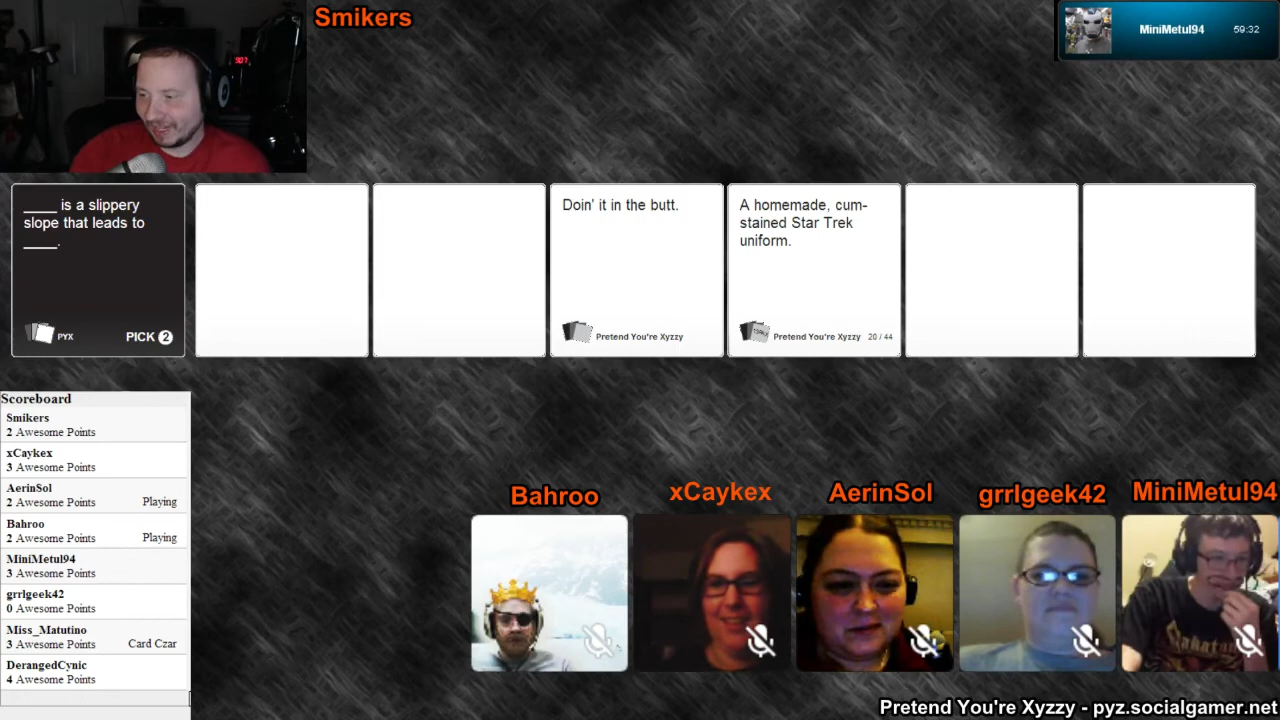 Smikers
MiniMetul94
59:32
____ is a slippery
slope that leads to
____.
PYX
PICK 2
Doin' it in the butt.
Pretend You're Xyzzy
A homemade, cum-
stained Star Trek
uniform.
Pretend You're Xyzzy 20 / 44
Scoreboard
Smikers
2 Awesome Points
xCaykex
3 Awesome Points
AerinSol
2 Awesome Points Playing
Bahroo
2 Awesome Points Playing
MiniMetul94
3 Awesome Points
grrlgeek42
0 Awesome Points
Miss_Matutino
3 Awesome Points Card Czar
DerangedCynic
4 Awesome Points
Bahroo
xCaykex
AerinSol
grrlgeek42
MiniMetul94
Pretend You're Xyzzy - pyz.socialgamer.net